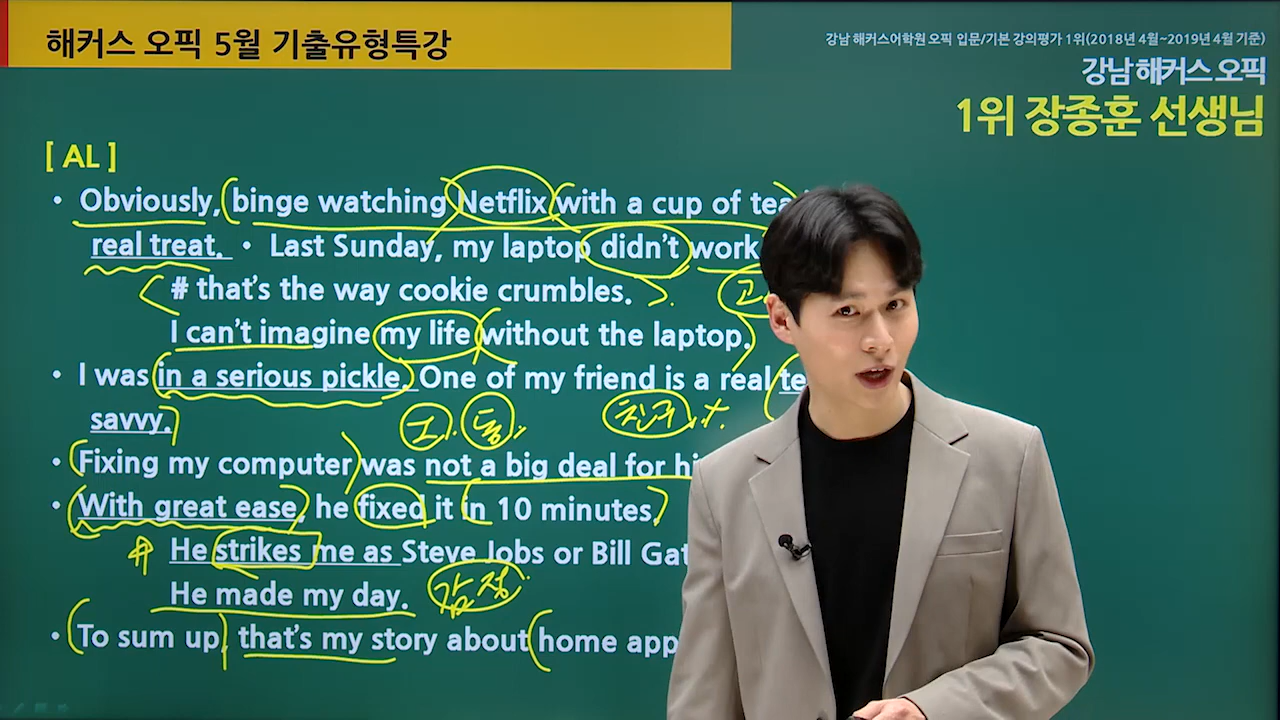 해커스 오픽 5월 기출유형특강
강남 해커스어학원 오픽 입문/기본 강의평가 1위(2018년 4월~2019년 4월 기준)
강남 해커스 오픽
1위 장종훈 선생님
[ AL ]
• Obviously, binge watching Netflix with a cup of tea
real treat. • Last Sunday, my laptop didn't work
# that's the way cookie crumbles.
고
I can't imagine my life without the laptop.
• I was in a serious pickle. One of my friend is a real
savvy.
친구
• Fixing my computer was not a big deal for
• With great ease, he fixed it in 10 minutes,
# He strikes me as Steve Jobs or Bill
He made my day.
감정
• To sum up, that's my story about home